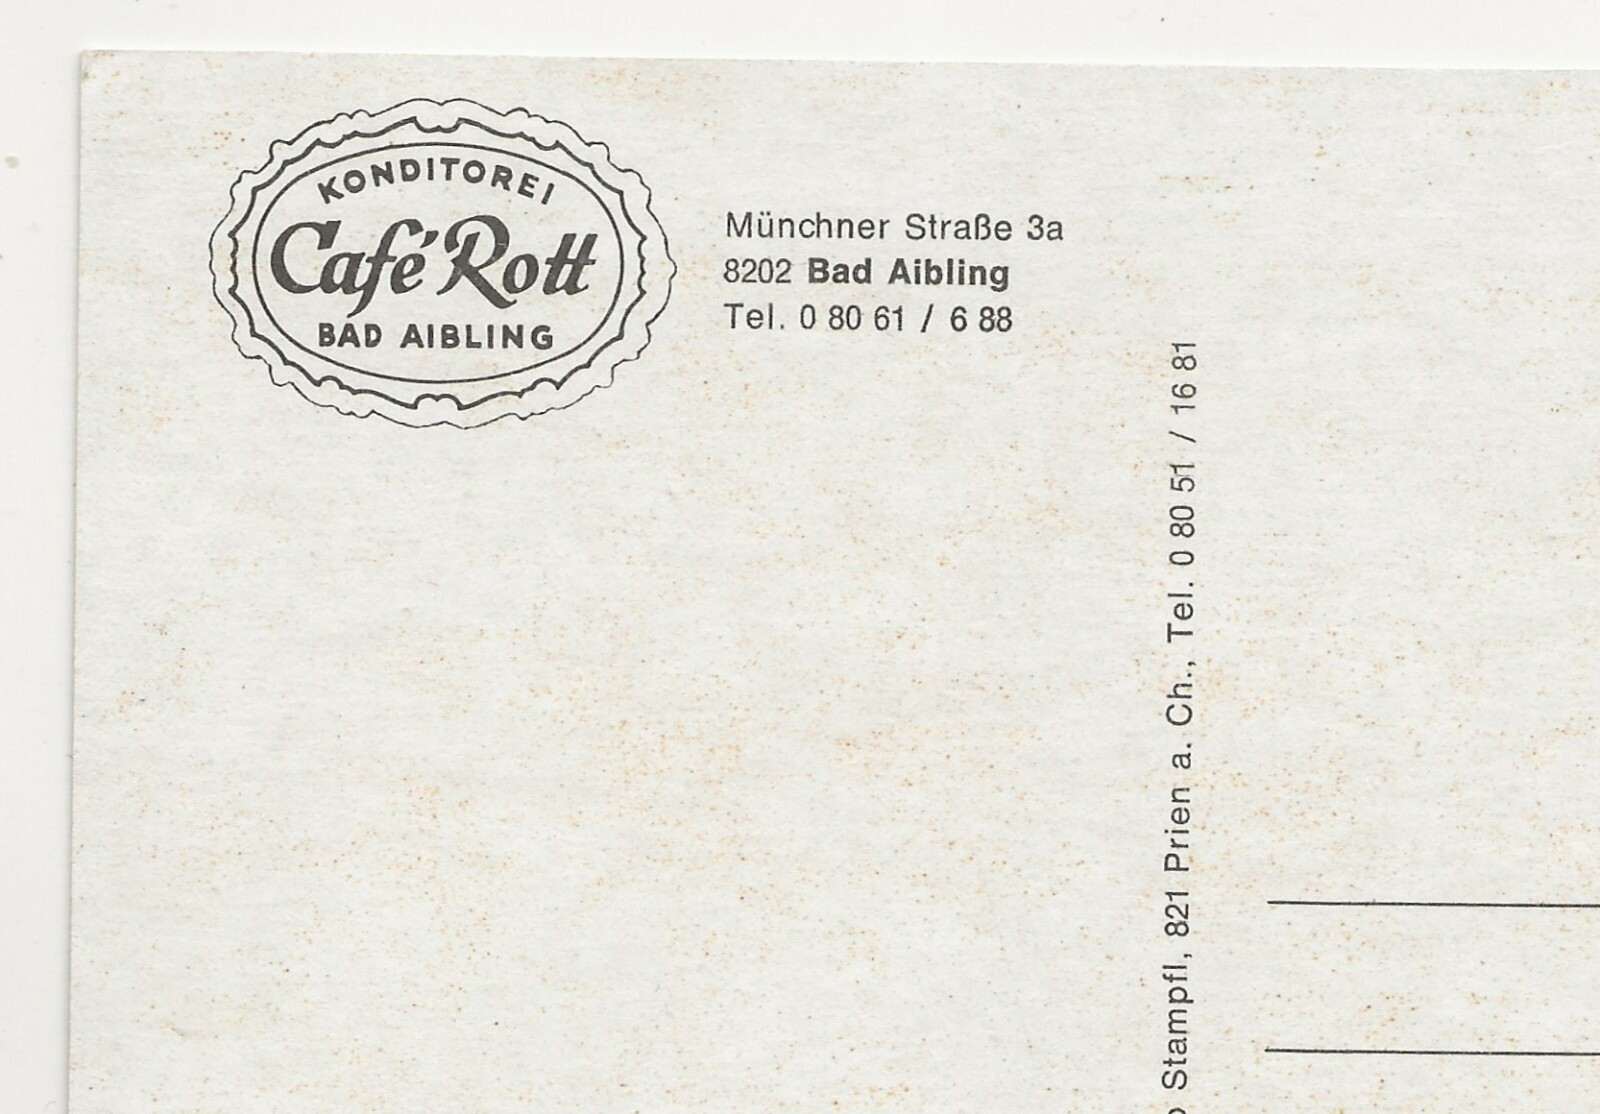 KONDITOREI
Café Rott
BAD AIBLING
Münchner Straße 3a
8202 Bad Aibling
Tel. 0 80 61 / 6 88
Stampfl, 821 Prien a. Ch., Tel. 0 80 51 / 16 81